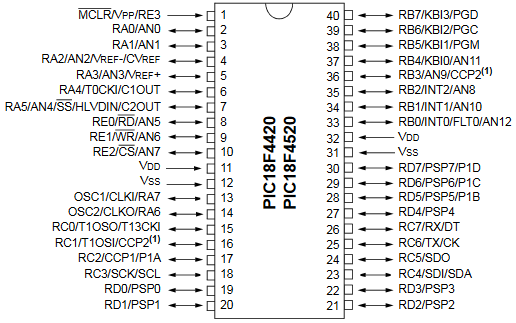 MCLR/VPP/RE3 1 40 RB7/KBI3/PGD
RA0/AN0 2 39 RB6/KBI2/PGC
RA1/AN1 3 38 RB5/KBI1/PGM
RA2/AN2/VREF-/CVREF 4 37 RB4/KBI0/AN11
RA3/AN3/VREF+ 5 36 RB3/AN9/CCP2(1)
RA4/T0CKI/C1OUT 6 35 RB2/INT2/AN8
RA5/AN4/SS/HLVDIN/C2OUT 7 34 RB1/INT1/AN10
RE0/RD/AN5 8 33 RB0/INT0/FLT0/AN12
RE1/WR/AN6 9 32 VDD
RE2/CS/AN7 10 31 VSS
VDD 11 30 RD7/PSP7/P1D
VSS 12 29 RD6/PSP6/P1C
OSC1/CLKI/RA7 13 28 RD5/PSP5/P1B
OSC2/CLKO/RA6 14 27 RD4/PSP4
RC0/T1OSO/T13CKI 15 26 RC7/RX/DT
RC1/T1OSI/CCP2(1) 16 25 RC6/TX/CK
RC2/CCP1/P1A 17 24 RC5/SDO
RC3/SCK/SCL 18 23 RC4/SDI/SDA
RD0/PSP0 19 22 RD3/PSP3
RD1/PSP1 20 21 RD2/PSP2
PIC18F4420
PIC18F4520